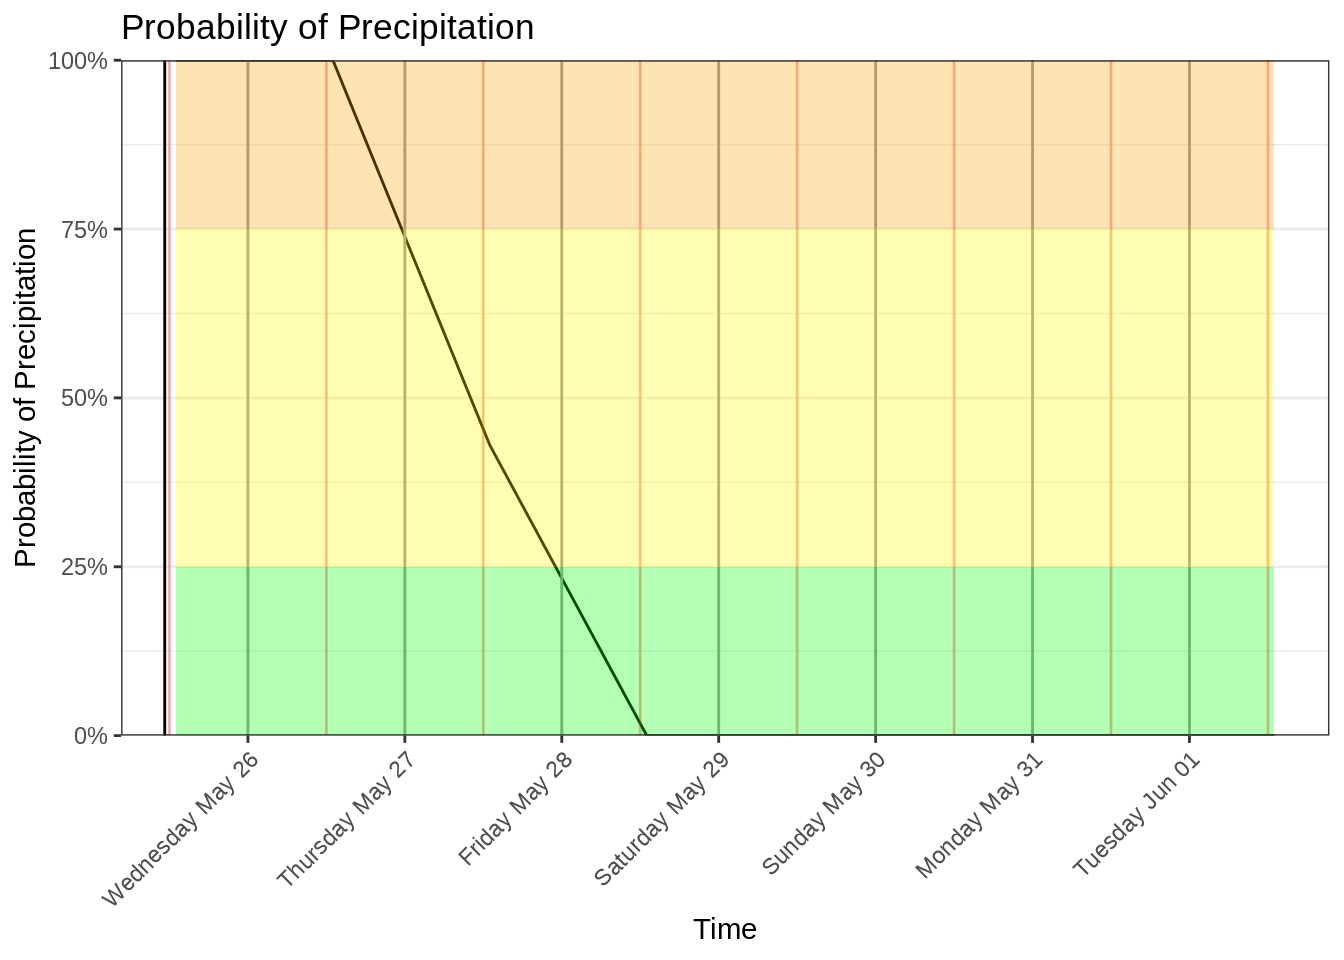 Probability of Precipitation
Probability of Precipitation
100%
75%
50%
25%
0%
Wednesday May 26
Thursday May 27
Friday May 28
Saturday May 29
Sunday May 30
Monday May 31
Tuesday Jun 01
Time